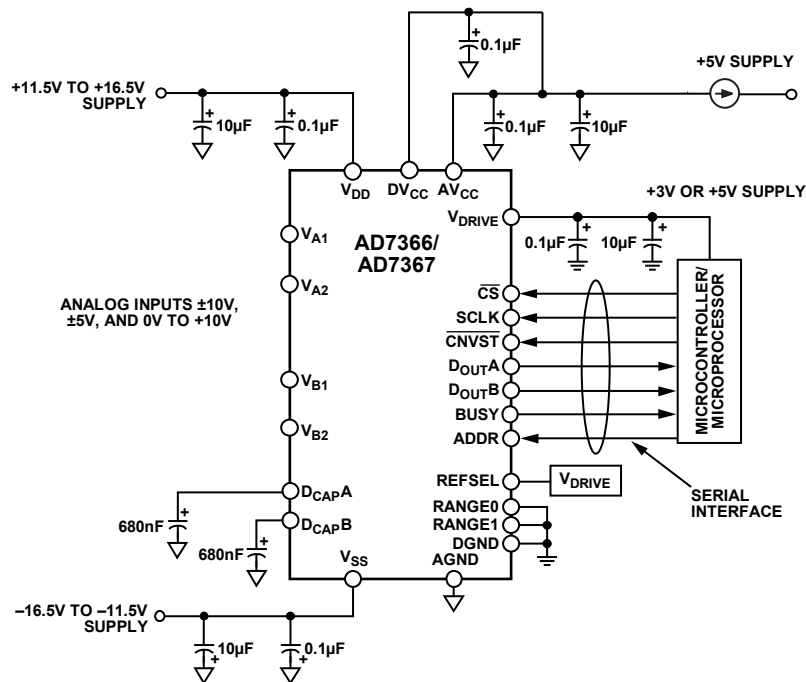 0.1µF
+5V SUPPLY
+11.5V TO +16.5V
SUPPLY
10µF
0.1µF
0.1µF
10µF
V_DD
DV_CC
AV_CC
+3V OR +5V SUPPLY
V_DRIVE
V_A1
AD7366/
AD7367
0.1µF
10µF
V_A2
CS
ANALOG INPUTS ±10V,
±5V, AND 0V TO +10V
SCLK
CNVST
D_OUTA
MICROCONTROLLER/
MICROPROCESSOR
V_B1
D_OUTB
BUSY
V_B2
ADDR
REFSEL
V_DRIVE
SERIAL
INTERFACE
D_CAPA
RANGE0
680nF
D_CAPB
RANGE1
680nF
DGND
V_SS
AGND
–16.5V TO –11.5V
SUPPLY
10µF
0.1µF